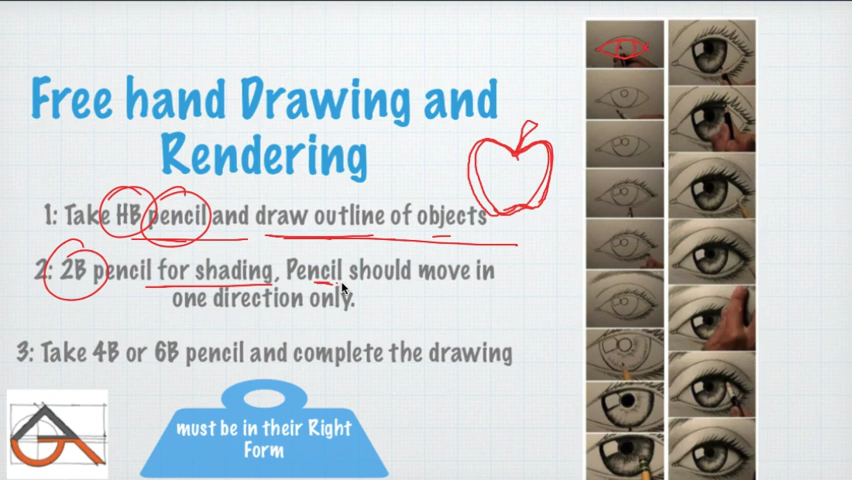 Free hand Drawing and
Rendering
1: Take HB pencil and draw outline of objects
2: 2B pencil for shading, Pencil should move in
one direction only.
3: Take 4B or 6B pencil and complete the drawing
must be in their Right
Form